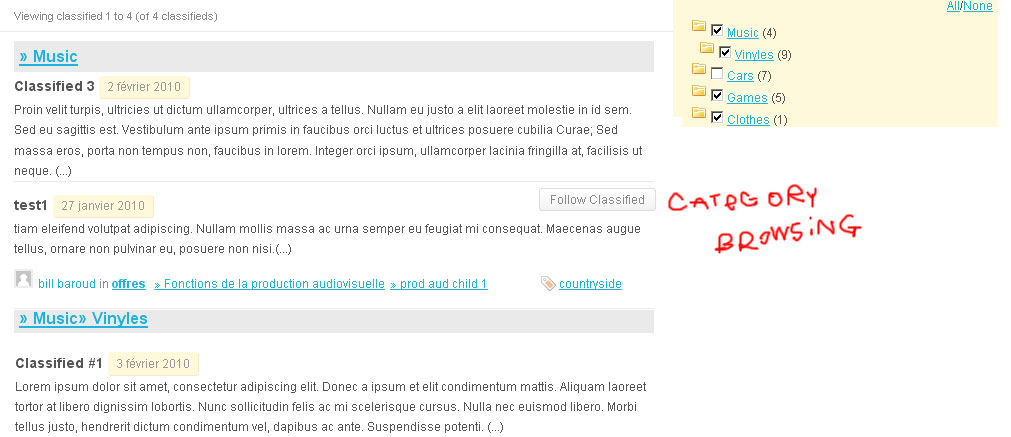 Viewing classified 1 to 4 (of 4 classifieds)
All/None
Music (4)
Vinyles (9)
Cars (7)
Games (5)
Clothes (1)
» Music
Classified 3 2 février 2010
Proin velit turpis, ultricies ut dictum ullamcorper, ultrices a tellus. Nullam eu justo a elit laoreet molestie in id sem.
Sed eu sagittis est. Vestibulum ante ipsum primis in faucibus orci luctus et ultrices posuere cubilia Curae; Sed
massa eros, porta non tempus non, faucibus in lorem. Integer orci ipsum, ullamcorper lacinia fringilla at, facilisis ut
neque. (...)
Follow Classified
test1 27 janvier 2010
tiam eleifend volutpat adipiscing. Nullam mollis massa ac urna semper eu feugiat mi consequat. Maecenas augue
tellus, ornare non pulvinar eu, posuere non nisi.(...)
bill baroud in offres » Fonctions de la production audiovisuelle » prod aud child 1 countryside
CATEGORY
BROWSING
» Music» Vinyles
Classified #1 3 février 2010
Lorem ipsum dolor sit amet, consectetur adipiscing elit. Donec a ipsum et elit condimentum mattis. Aliquam laoreet
tortor at libero dignissim lobortis. Nunc sollicitudin felis ac mi scelerisque cursus. Nulla nec euismod libero. Morbi
tellus justo, hendrerit dictum condimentum vel, dapibus ac ante. Suspendisse potenti. (...)